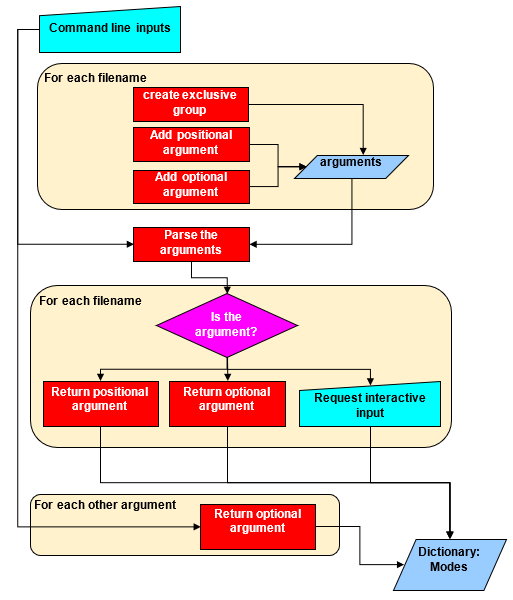 Command line inputs
For each filename
create exclusive
group
Add positional
argument
Add optional
argument
arguments
Parse the
arguments
For each filename
Is the
argument?
Return positional
argument
Return optional
argument
Request interactive
input
For each other argument
Return optional
argument
Dictionary:
Modes